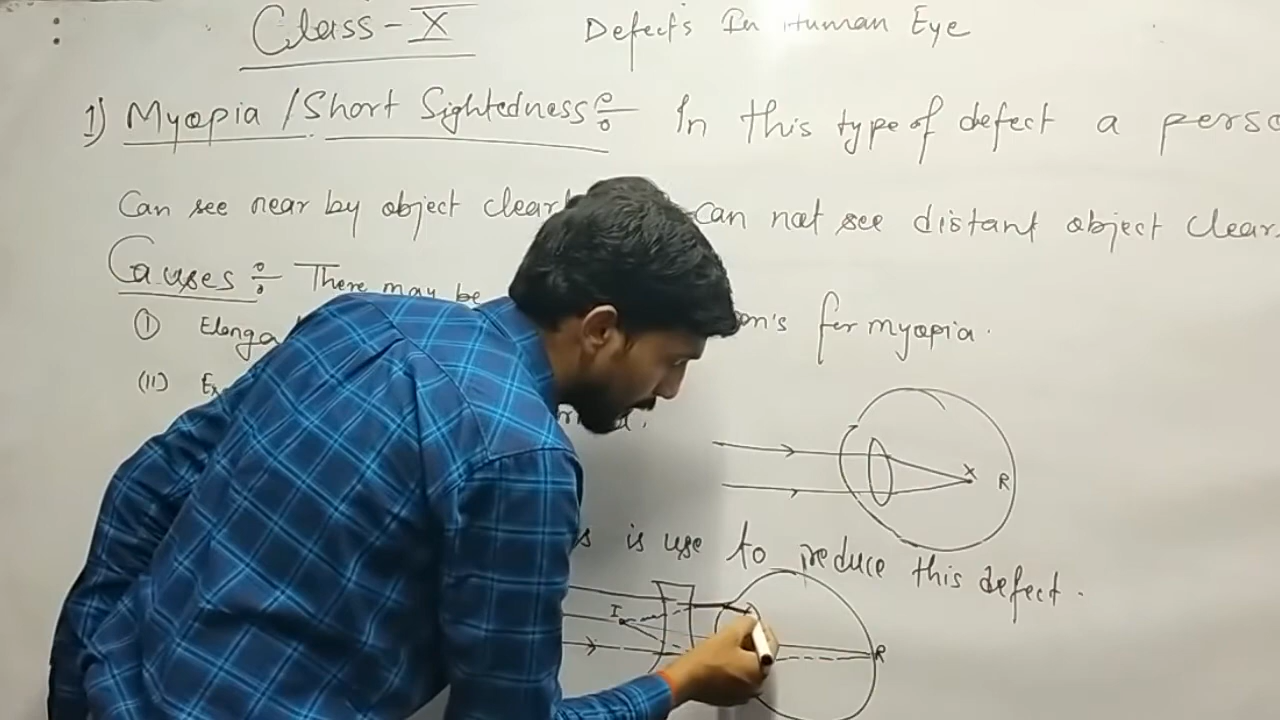 Class - X
Defects In Human Eye
1) Myopia / Short Sightedness :- In this type of defect a perso
Can see near by object clearl can not see distant object clear
Causes :- There may be on's for myopia.
(I) Elonga
(II) Ex
X R
s is use to reduce this defect.
I R